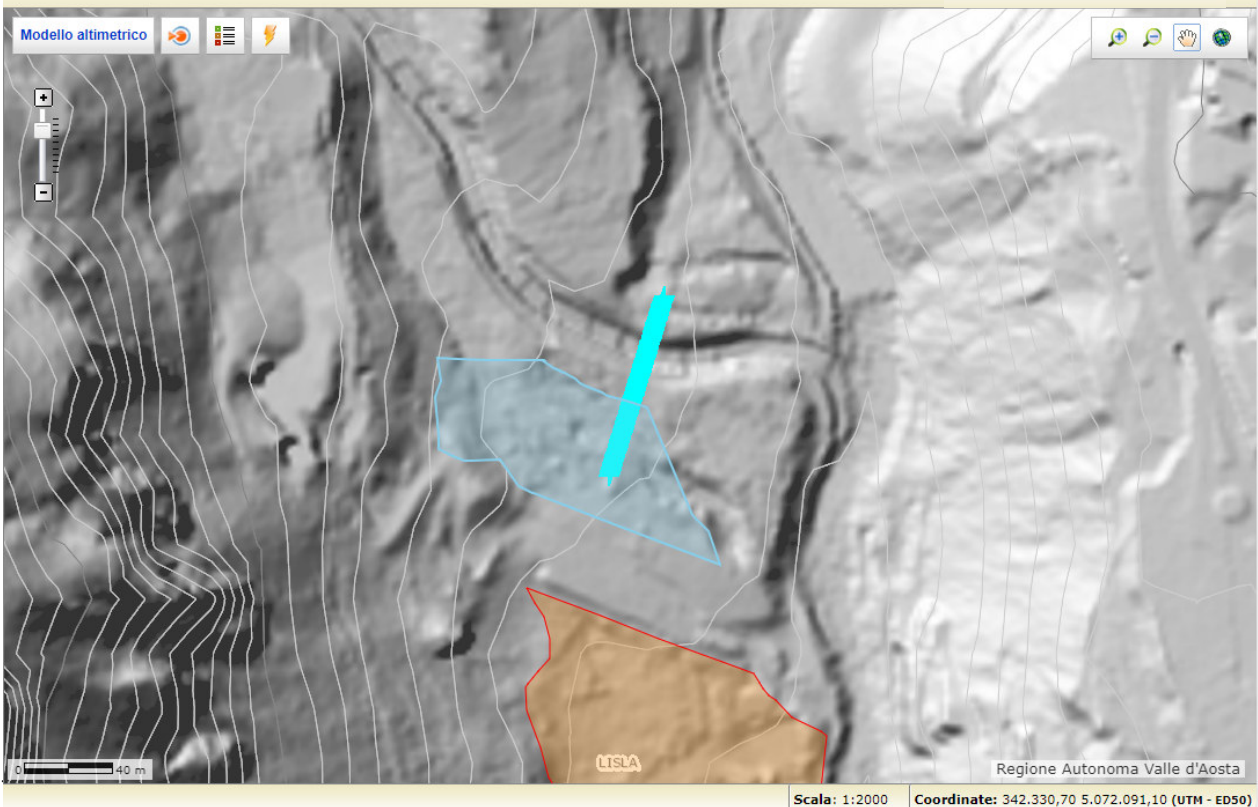 Modello altimetrico
LISLA
0 40 m
Regione Autonoma Valle d'Aosta
Scala: 1:2000 Coordinate: 342.330,70 5.072.091,10 (UTM - ED50)